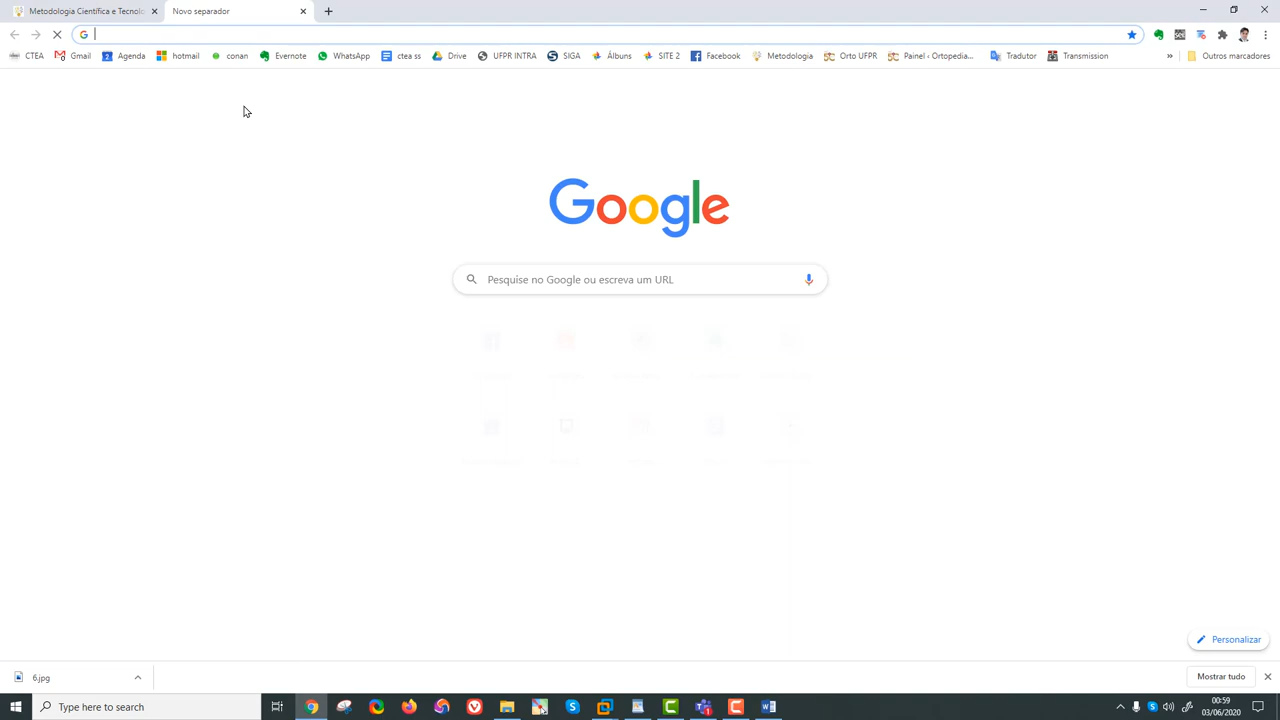 Metodologia Científica e Tecnolo
Novo separador
CTEA
Gmail
Agenda
hotmail
conan
Evernote
WhatsApp
ctea ss
Drive
UFPR INTRA
SIGA
Álbuns
SITE 2
Facebook
Metodologia
Orto UFPR
Painel ‹ Ortopedia...
Tradutor
Transmission
»
Outros marcadores
Google
Pesquise no Google ou escreva um URL
Personalizar
6.jpg
Mostrar tudo
Type here to search
00:59
03/06/2020